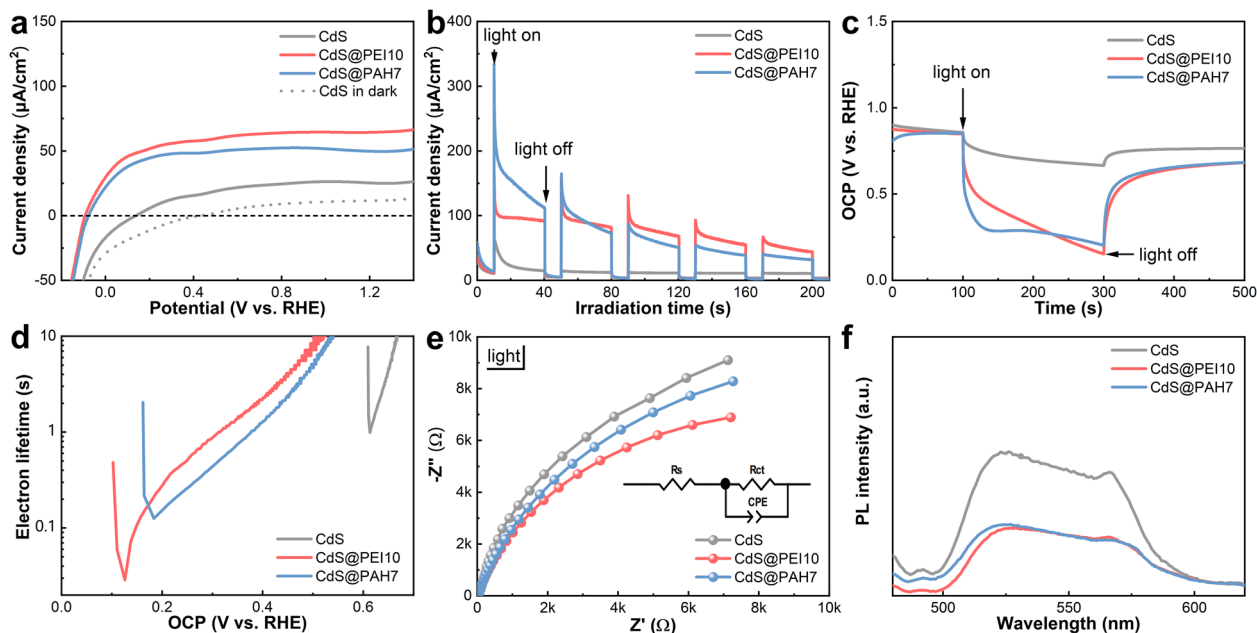 a
150
100
50
0
-50
Current density (μA/cm²)
0.0
0.4
0.8
1.2
Potential (V vs. RHE)
CdS
CdS@PEI10
CdS@PAH7
CdS in dark
b
400
350
300
250
200
150
100
50
0
Current density (μA/cm²)
0
40
80
120
160
200
Irradiation time (s)
light on
light off
CdS
CdS@PEI10
CdS@PAH7
c
1.5
1.0
0.5
0.0
OCP (V vs. RHE)
0
100
200
300
400
500
Time (s)
light on
light off
CdS
CdS@PEI10
CdS@PAH7
d
10
1
0.1
Electron lifetime (s)
0.0
0.2
0.4
0.6
OCP (V vs. RHE)
CdS
CdS@PEI10
CdS@PAH7
e
10k
8k
6k
4k
2k
0
-Z'' (Ω)
0
2k
4k
6k
8k
10k
Z' (Ω)
light
Rs
Rct
CPE
CdS
CdS@PEI10
CdS@PAH7
f
PL intensity (a.u.)
500
550
600
Wavelength (nm)
CdS
CdS@PEI10
CdS@PAH7